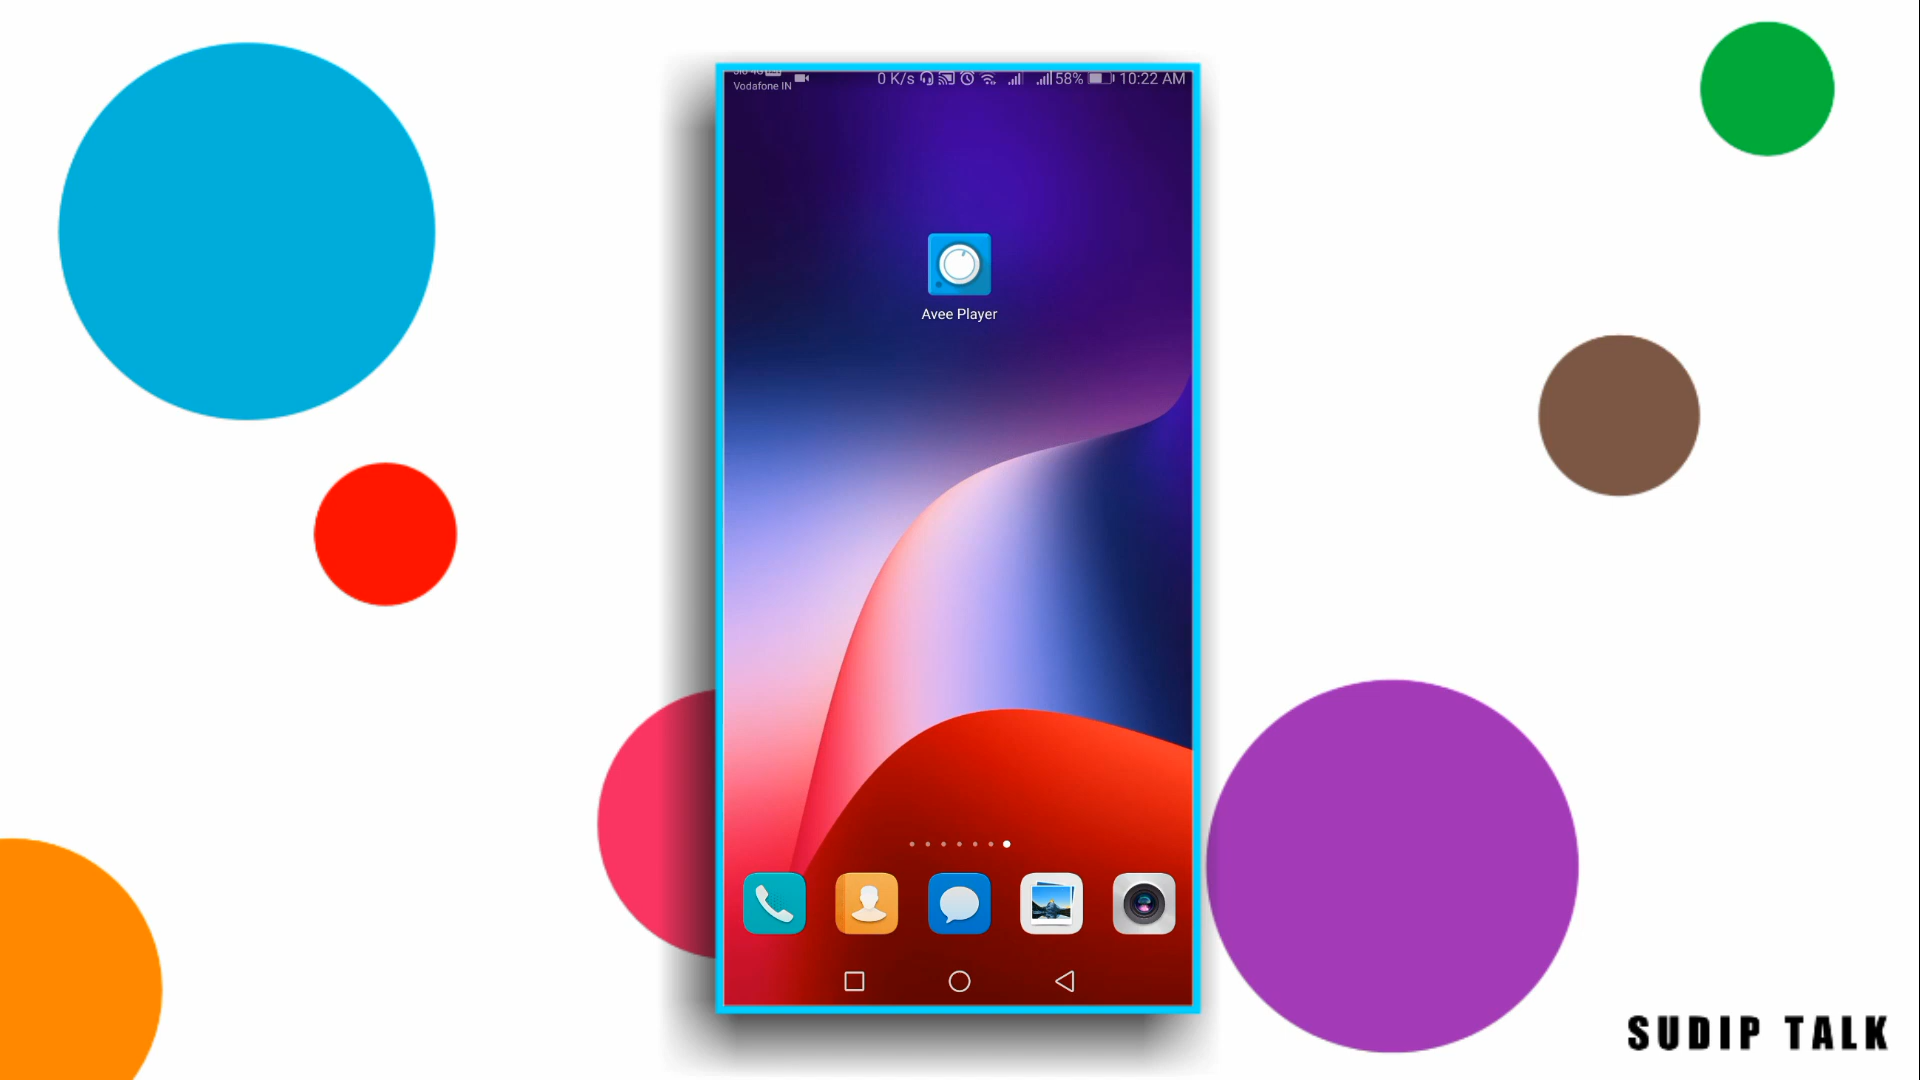 Vodafone IN
0 K/s 58% 10:22 AM
Avee Player
SUDIP TALK